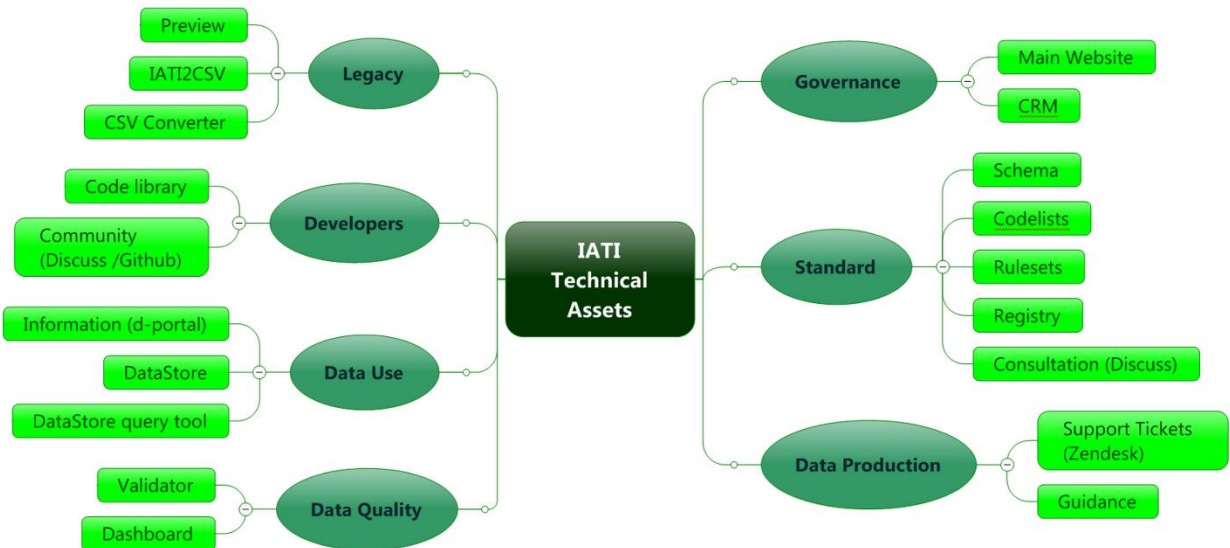 IATI
Technical
Assets
Legacy
Preview
IATI2CSV
CSV Converter
Developers
Code library
Community
(Discuss /Github)
Data Use
Information (d-portal)
DataStore
DataStore query tool
Data Quality
Validator
Dashboard
Governance
Main Website
CRM
Standard
Schema
Codelists
Rulesets
Registry
Consultation (Discuss)
Data Production
Support Tickets
(Zendesk)
Guidance